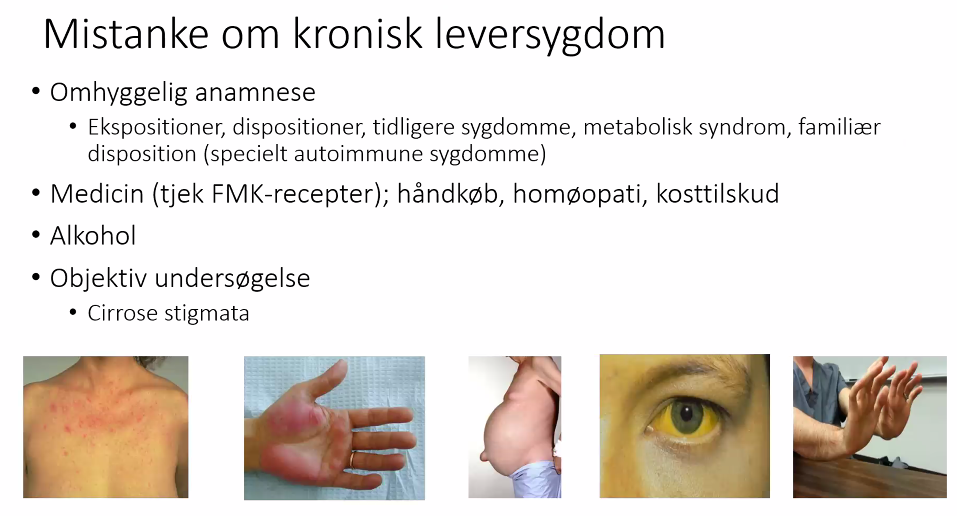 Mistanke om kronisk leversygdom
• Omhyggelig anamnese
• Ekspositioner, dispositioner, tidligere sygdomme, metabolisk syndrom, familiær
disposition (specielt autoimmune sygdomme)
• Medicin (tjek FMK-recepter); håndkøb, homøopati, kosttilskud
• Alkohol
• Objektiv undersøgelse
• Cirrose stigmata